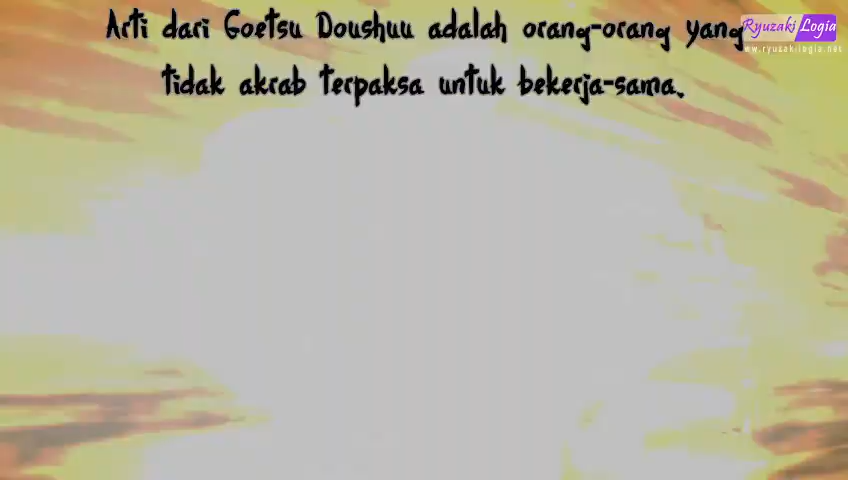 Arti dari Goetsu Doushuu adalah orang-orang yang
tidak akrab terpaksa untuk bekerja-sama.
Ryuzaki Logia
www.ryuzakilogia.net